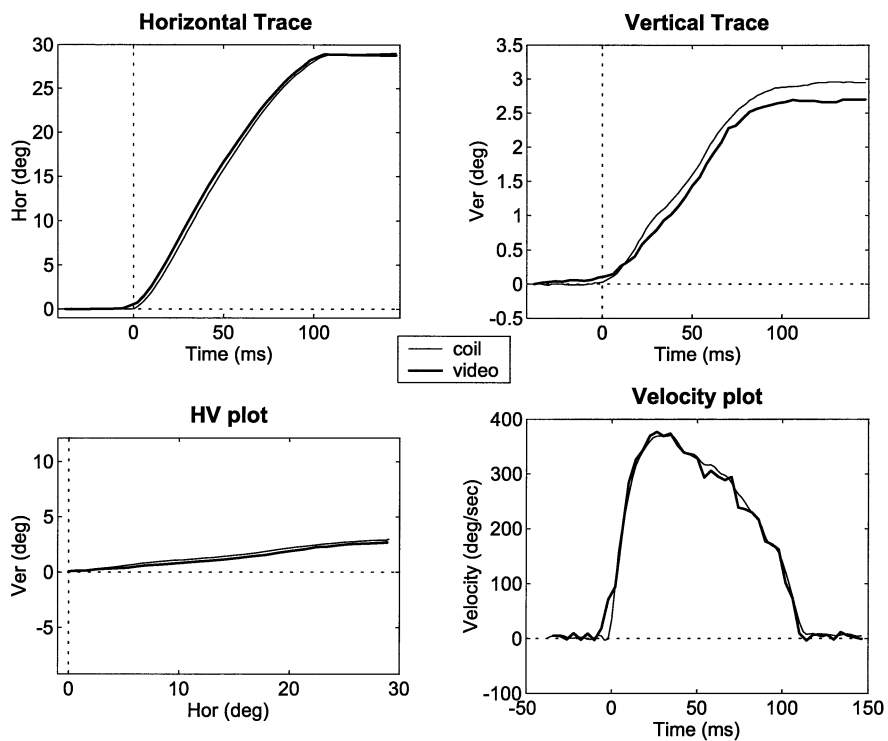 Horizontal Trace
30
25
20
15
10
5
0
Hor (deg)
0 50 100
Time (ms)
Vertical Trace
3.5
3
2.5
2
1.5
1
0.5
0
-0.5
Ver (deg)
0 50 100
Time (ms)
coil
video
HV plot
10
5
0
-5
Ver (deg)
0 10 20 30
Hor (deg)
Velocity plot
400
300
200
100
0
-100
Velocity (deg/sec)
-50 0 50 100 150
Time (ms)